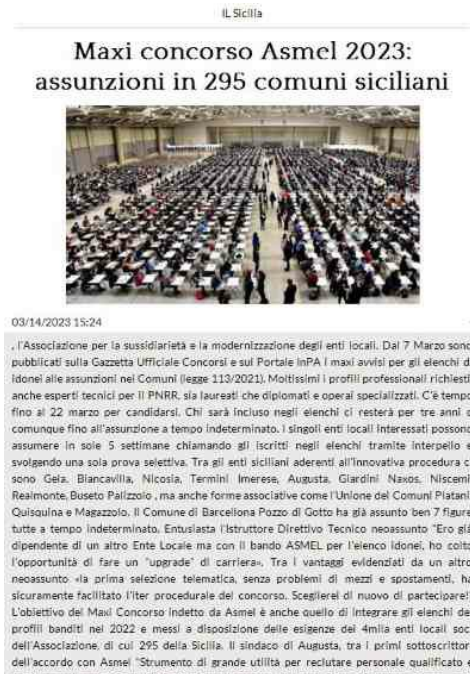 IL Sicilia
Maxi concorso Asmel 2023:
assunzioni in 295 comuni siciliani
03/14/2023 15:24
, l'Associazione per la sussidiarietà e la modernizzazione degli enti locali. Dal 7 Marzo sono
pubblicati sulla Gazzetta Ufficiale Concorsi e sul Portale InPA i maxi avvisi per gli elenchi d
idonei alle assunzioni nei Comuni (legge 113/2021). Moltissimi i profili professionali richiesti
anche esperti tecnici per il PNRR, sia laureati che diplomati e operai specializzati. C'è tempo
fino al 22 marzo per candidarsi. Chi sarà incluso negli elenchi ci resterà per tre anni o
comunque fino all'assunzione a tempo indeterminato. I singoli enti locali interessati possono
assumere in sole 5 settimane chiamando gli iscritti negli elenchi tramite interpello e
svolgendo una sola prova selettiva. Tra gli enti siciliani aderenti all'innovativa procedura c
sono Gela, Biancavilla, Nicosia, Termini Imerese, Augusta, Giardini Naxos, Niscemi
Realmonte, Buseto Palizzolo , ma anche forme associative come l'Unione dei Comuni Platani
Quisquina e Magazzolo. Il Comune di Barcellona Pozzo di Gotto ha già assunto ben 7 figure
tutte a tempo indeterminato. Entusiasta l'Istruttore Direttivo Tecnico neoassunto "Ero già
dipendente di un altro Ente Locale ma con il bando ASMEL per l'elenco idonei, ho colto
l'opportunità di fare un "upgrade" di carriera». Tra i vantaggi evidenziati da un altro
neoassunto «la prima selezione telematica, senza problemi di mezzi e spostamenti, ha
sicuramente facilitato l'iter procedurale del concorso. Sceglierei di nuovo di partecipare!
L'obiettivo del Maxi Concorso indetto da Asmel è anche quello di integrare gli elenchi de
profili banditi nel 2022 e messi a disposizione delle esigenze dei 4mila enti locali soc
dell'Associazione, di cui 295 della Sicilia. Il sindaco di Augusta, tra i primi sottoscrittor
dell'accordo con Asmel "Strumento di grande utilità per reclutare personale qualificato e